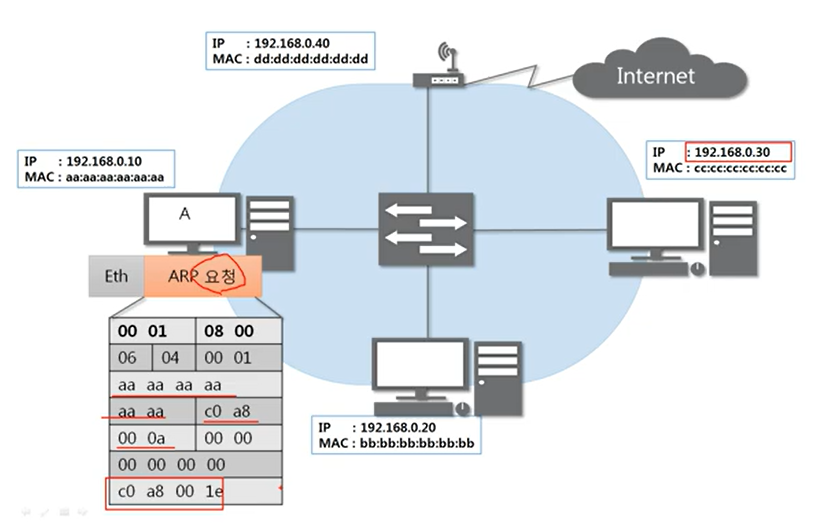 IP : 192.168.0.40
MAC : dd:dd:dd:dd:dd:dd
Internet
IP : 192.168.0.10
MAC : aa:aa:aa:aa:aa:aa
IP : 192.168.0.30
MAC : cc:cc:cc:cc:cc:cc
A
Eth ARP 요청
00 01 08 00
06 04 00 01
aa aa aa aa
aa aa c0 a8
00 0a 00 00
00 00 00 00
c0 a8 00 1e
IP : 192.168.0.20
MAC : bb:bb:bb:bb:bb:bb